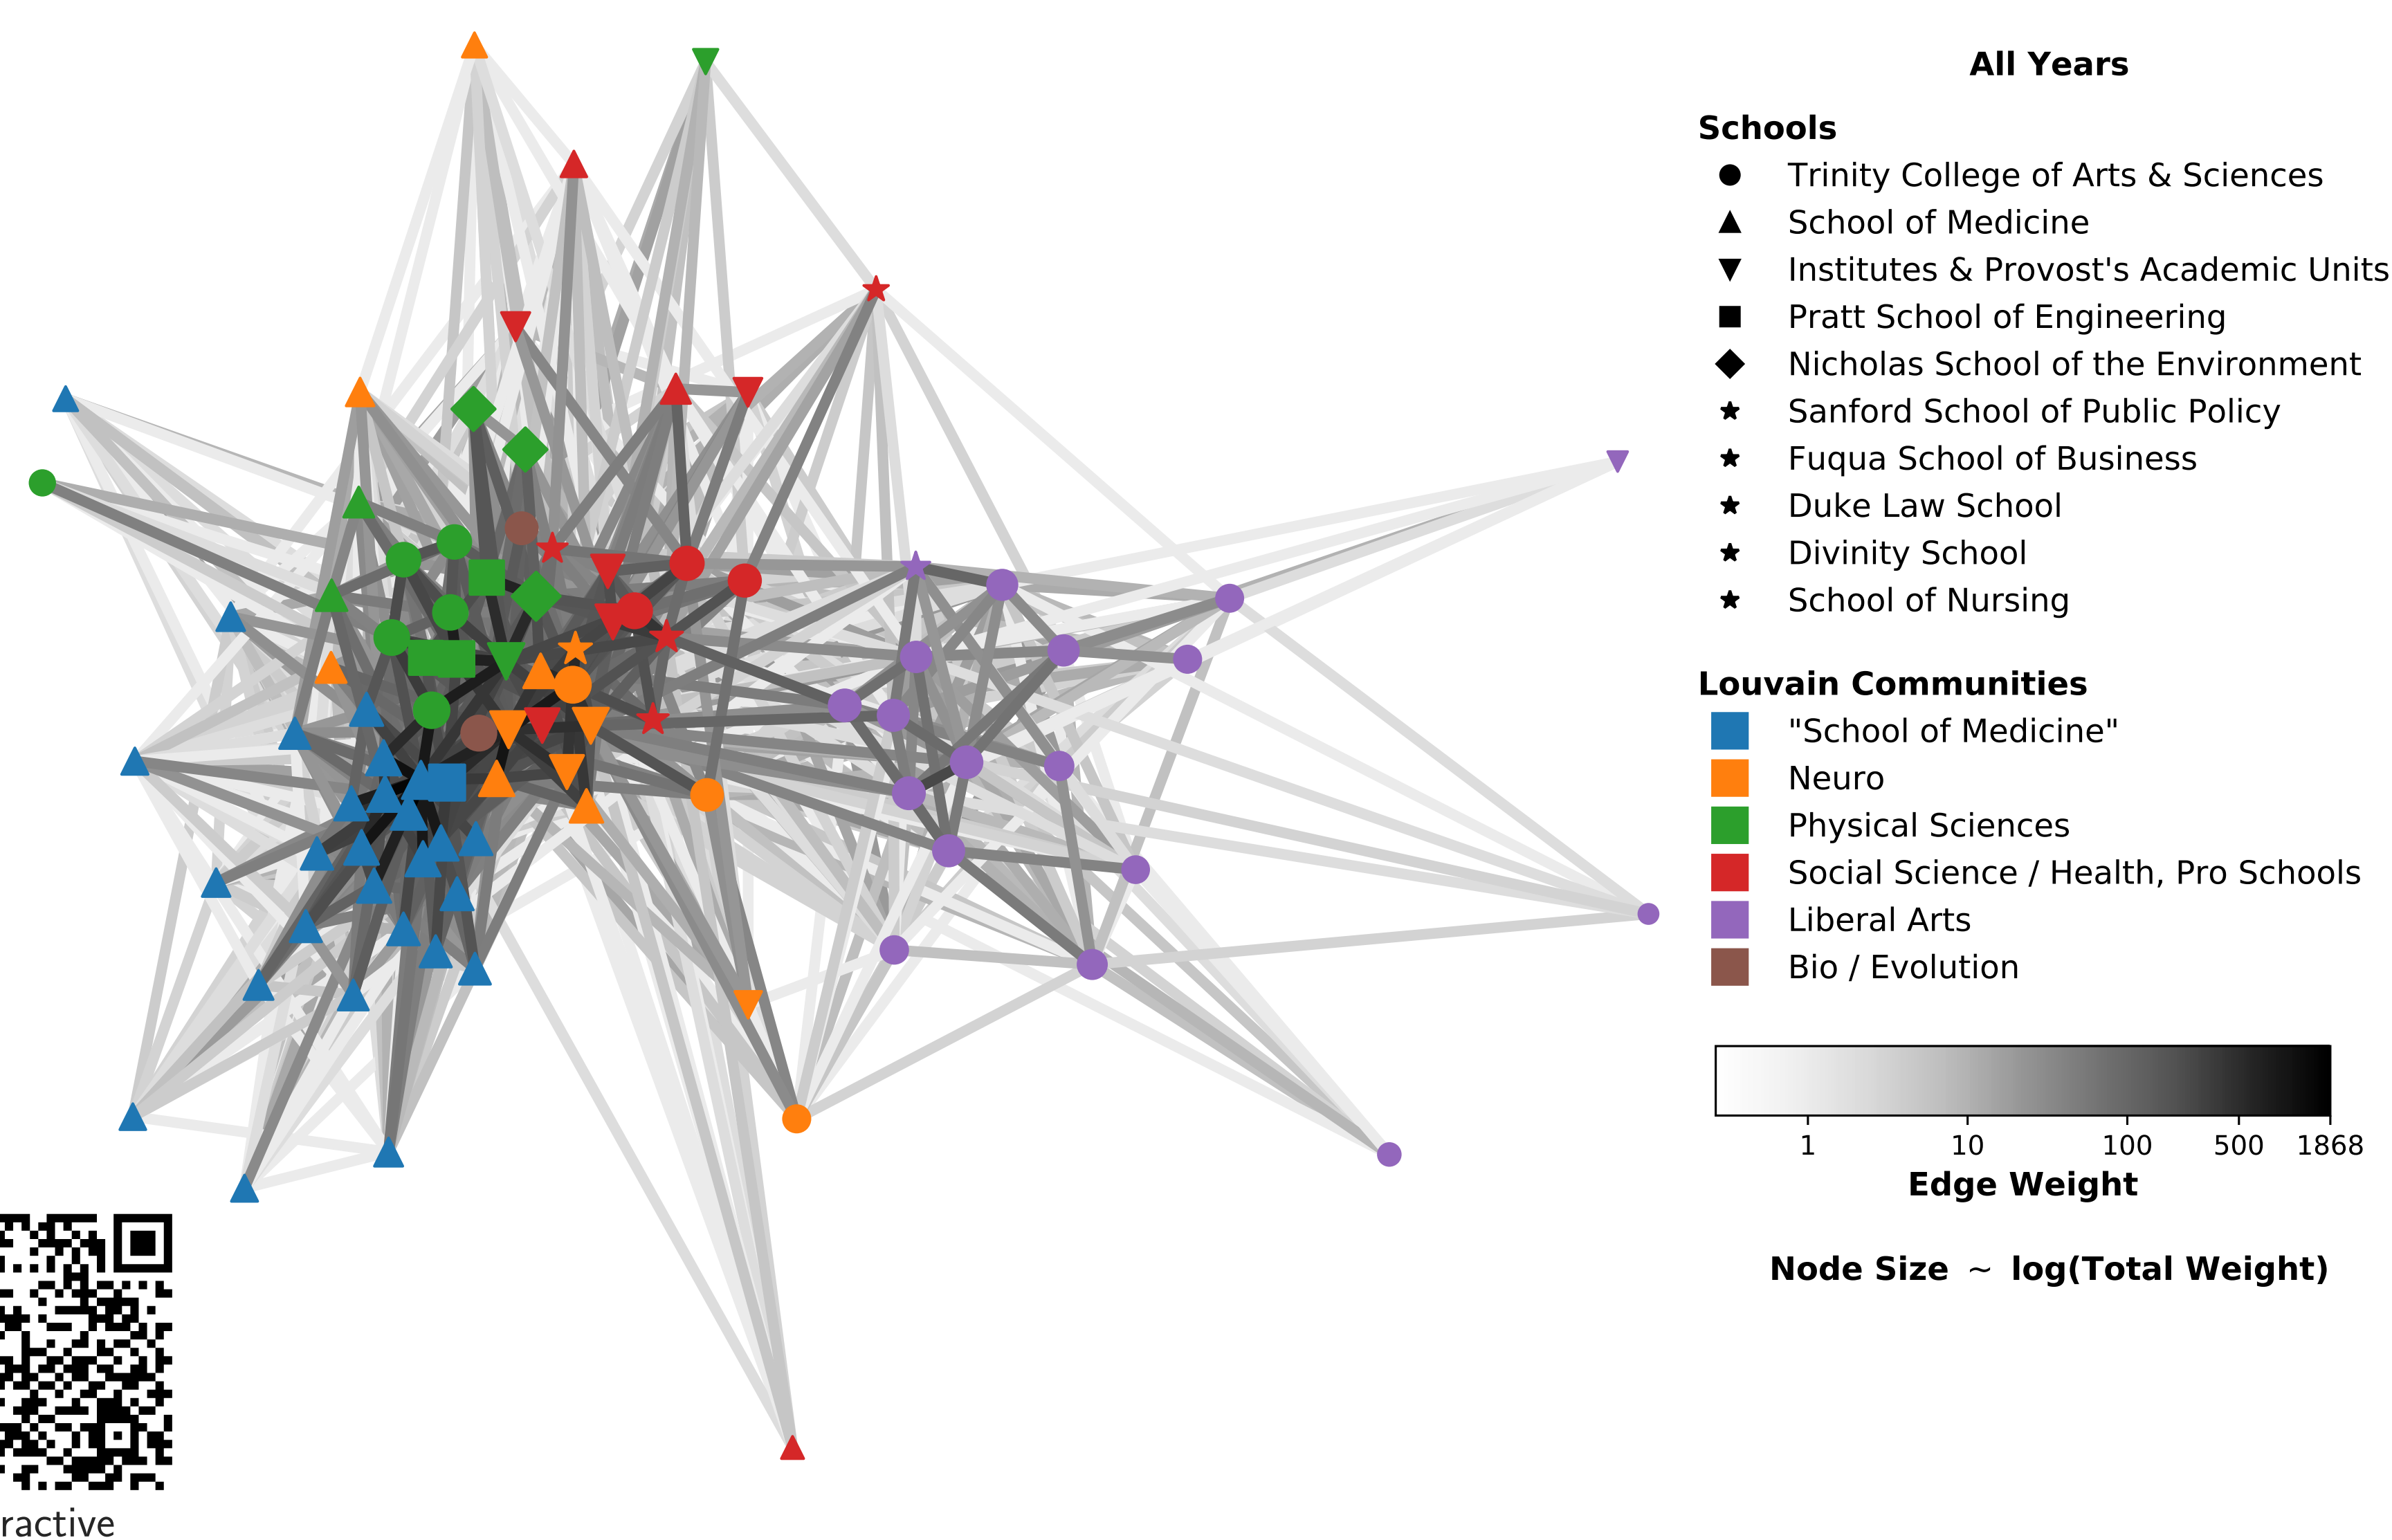 All Years
Schools
Trinity College of Arts & Sciences
School of Medicine
Institutes & Provost's Academic Units
Pratt School of Engineering
Nicholas School of the Environment
Sanford School of Public Policy
Fuqua School of Business
Duke Law School
Divinity School
School of Nursing
Louvain Communities
"School of Medicine"
Neuro
Physical Sciences
Social Science / Health, Pro Schools
Liberal Arts
Bio / Evolution
1 10 100 500 1868
Edge Weight
Node Size ~ log(Total Weight)
ractive